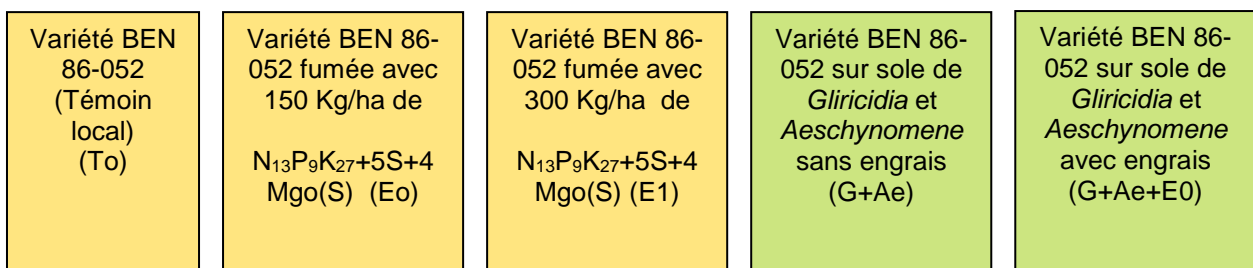 Variété BEN
86-052
(Témoin
local)
(To)
Variété BEN 86-
052 fumée avec
150 Kg/ha de
N₁₃P₉K₂₇+5S+4
Mgo(S) (Eo)
Variété BEN 86-
052 fumée avec
300 Kg/ha de
N₁₃P₉K₂₇+5S+4
Mgo(S) (E1)
Variété BEN 86-
052 sur sole de
Gliricidia et
Aeschynomene
sans engrais
(G+Ae)
Variété BEN 86-
052 sur sole de
Gliricidia et
Aeschynomene
avec engrais
(G+Ae+E0)